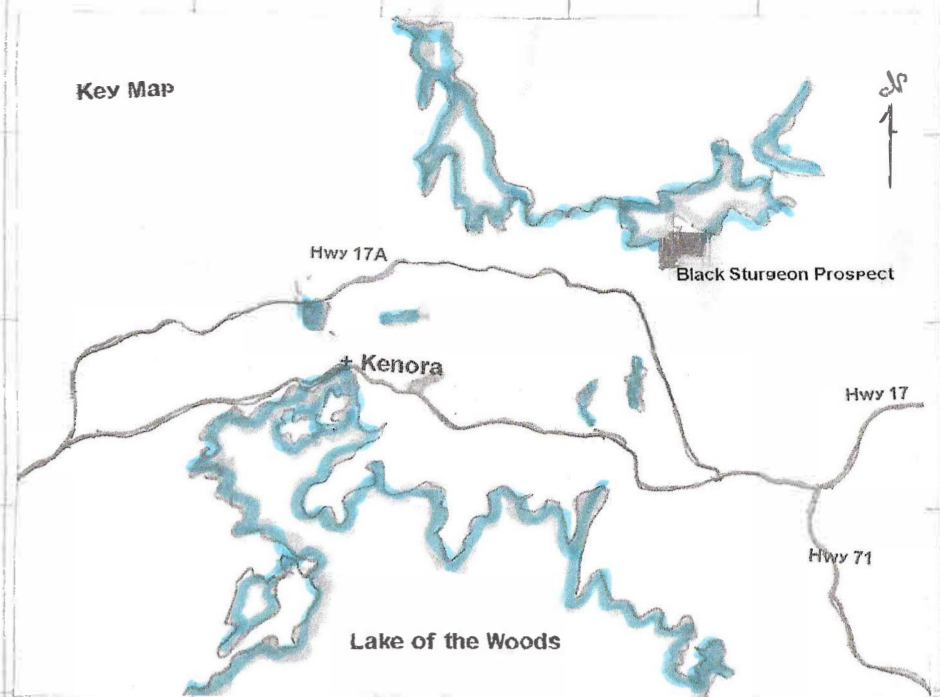 Key Map
N
Hwy 17A
Black Sturgeon Prospect
+ Kenora
Hwy 17
Hwy 71
Lake of the Woods